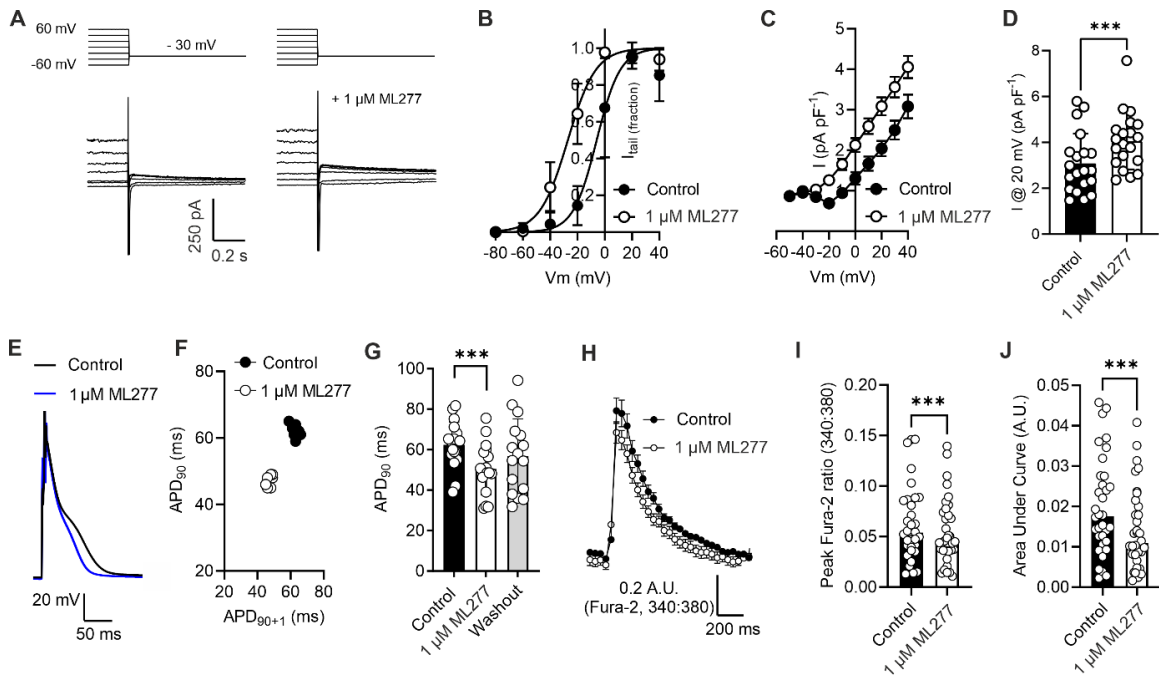 A
60 mV
-60 mV
- 30 mV
+ 1 µM ML277
250 pA
0.2 s
B
1.0
0.8
0.6
0.4
0.2
Itail (fraction)
Control
1 µM ML277
-80 -60 -40 -20 0 20 40
Vm (mV)
C
5
4
3
2
1
I (pA pF-1)
Control
1 µM ML277
-60 -40 -20 0 20 40
Vm (mV)
D
***
8
6
4
2
0
I @ 20 mV (pA pF-1)
Control
1 µM ML277
E
Control
1 µM ML277
20 mV
50 ms
F
Control
1 µM ML277
80
60
40
20
APD90 (ms)
20 40 60 80
APD90+1 (ms)
G
***
100
80
60
40
20
0
APD90 (ms)
Control
1 µM ML277
Washout
H
Control
1 µM ML277
0.2 A.U.
(Fura-2, 340:380)
200 ms
I
***
0.20
0.15
0.10
0.05
0.00
Peak Fura-2 ratio (340:380)
Control
1 µM ML277
J
***
0.05
0.04
0.03
0.02
0.01
0.00
Area Under Curve (A.U.)
Control
1 µM ML277